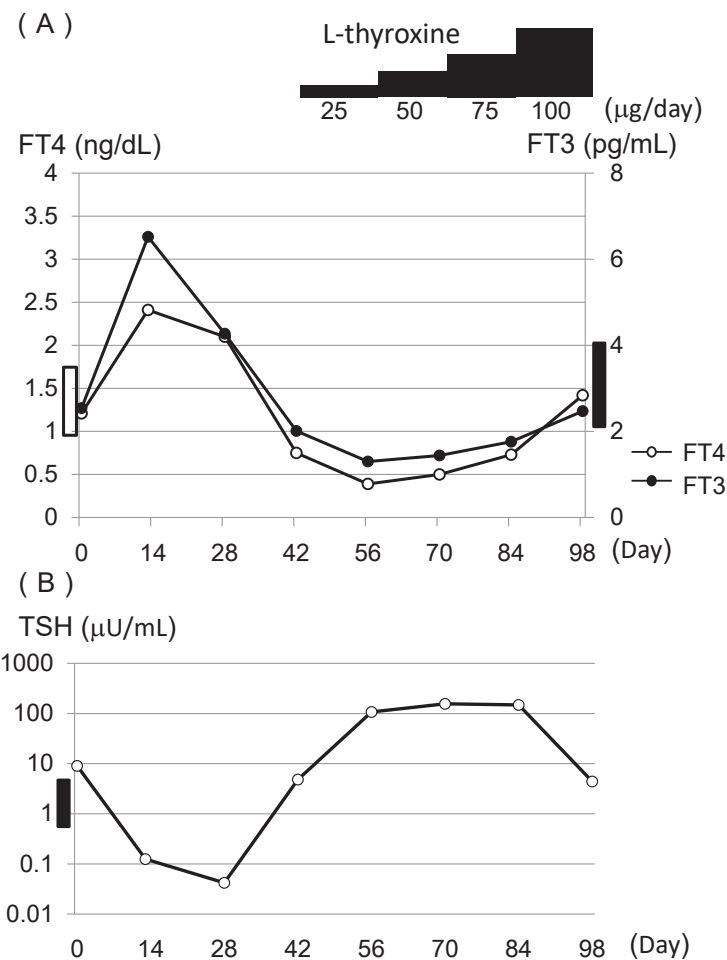 ( A )
L-thyroxine
25 50 75 100 (μg/day)
FT4 (ng/dL) FT3 (pg/mL)
4 8
3.5
3 6
2.5
2 4
1.5
1 2
0.5
0 0
FT4
FT3
0 14 28 42 56 70 84 98 (Day)
( B )
TSH (μU/mL)
1000
100
10
1
0.1
0.01
0 14 28 42 56 70 84 98 (Day)